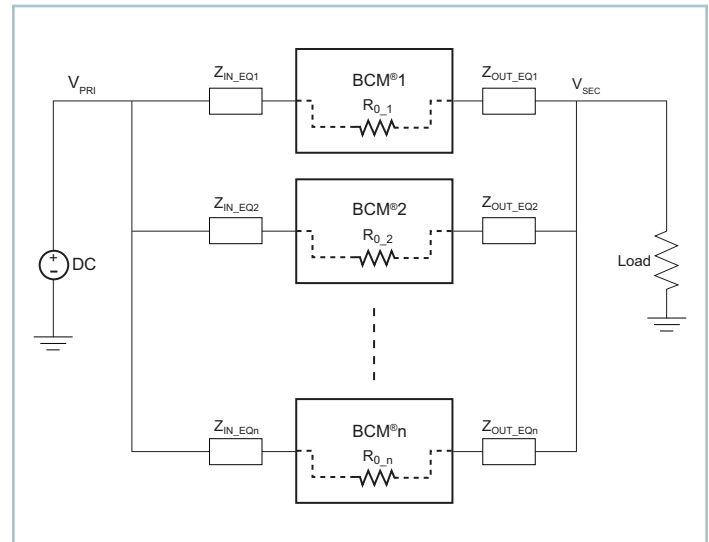 V_PRI
Z_IN_EQ1
BCM®1
R_0_1
Z_OUT_EQ1
V_SEC
Z_IN_EQ2
BCM®2
R_0_2
Z_OUT_EQ2
+
-
DC
Load
Z_IN_EQn
BCM®n
R_0_n
Z_OUT_EQn